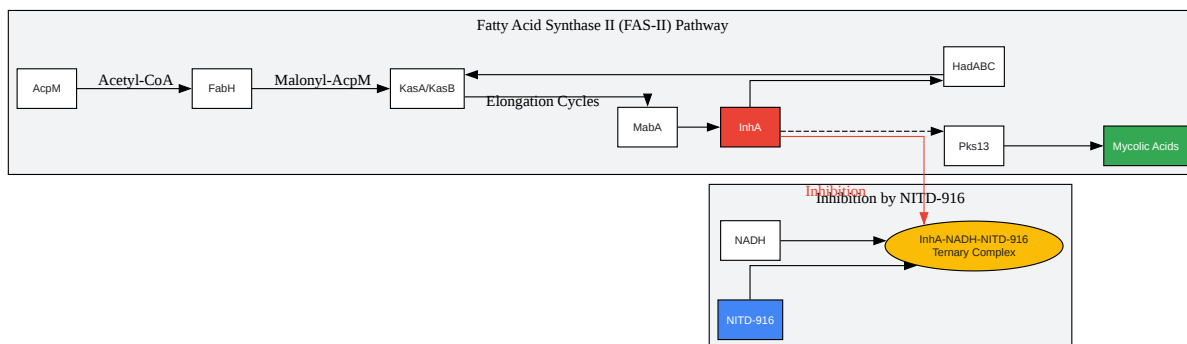 Fatty Acid Synthase II (FAS-II) Pathway
HadABC
AcpM
Acetyl-CoA
FabH
Malonyl-AcpM
KasA/KasB
Elongation Cycles
MabA
InhA
Pks13
Mycolic Acids
Inhibition
Inhibition by NITD-916
NADH
InhA-NADH-NITD-916
Ternary Complex
NITD-916